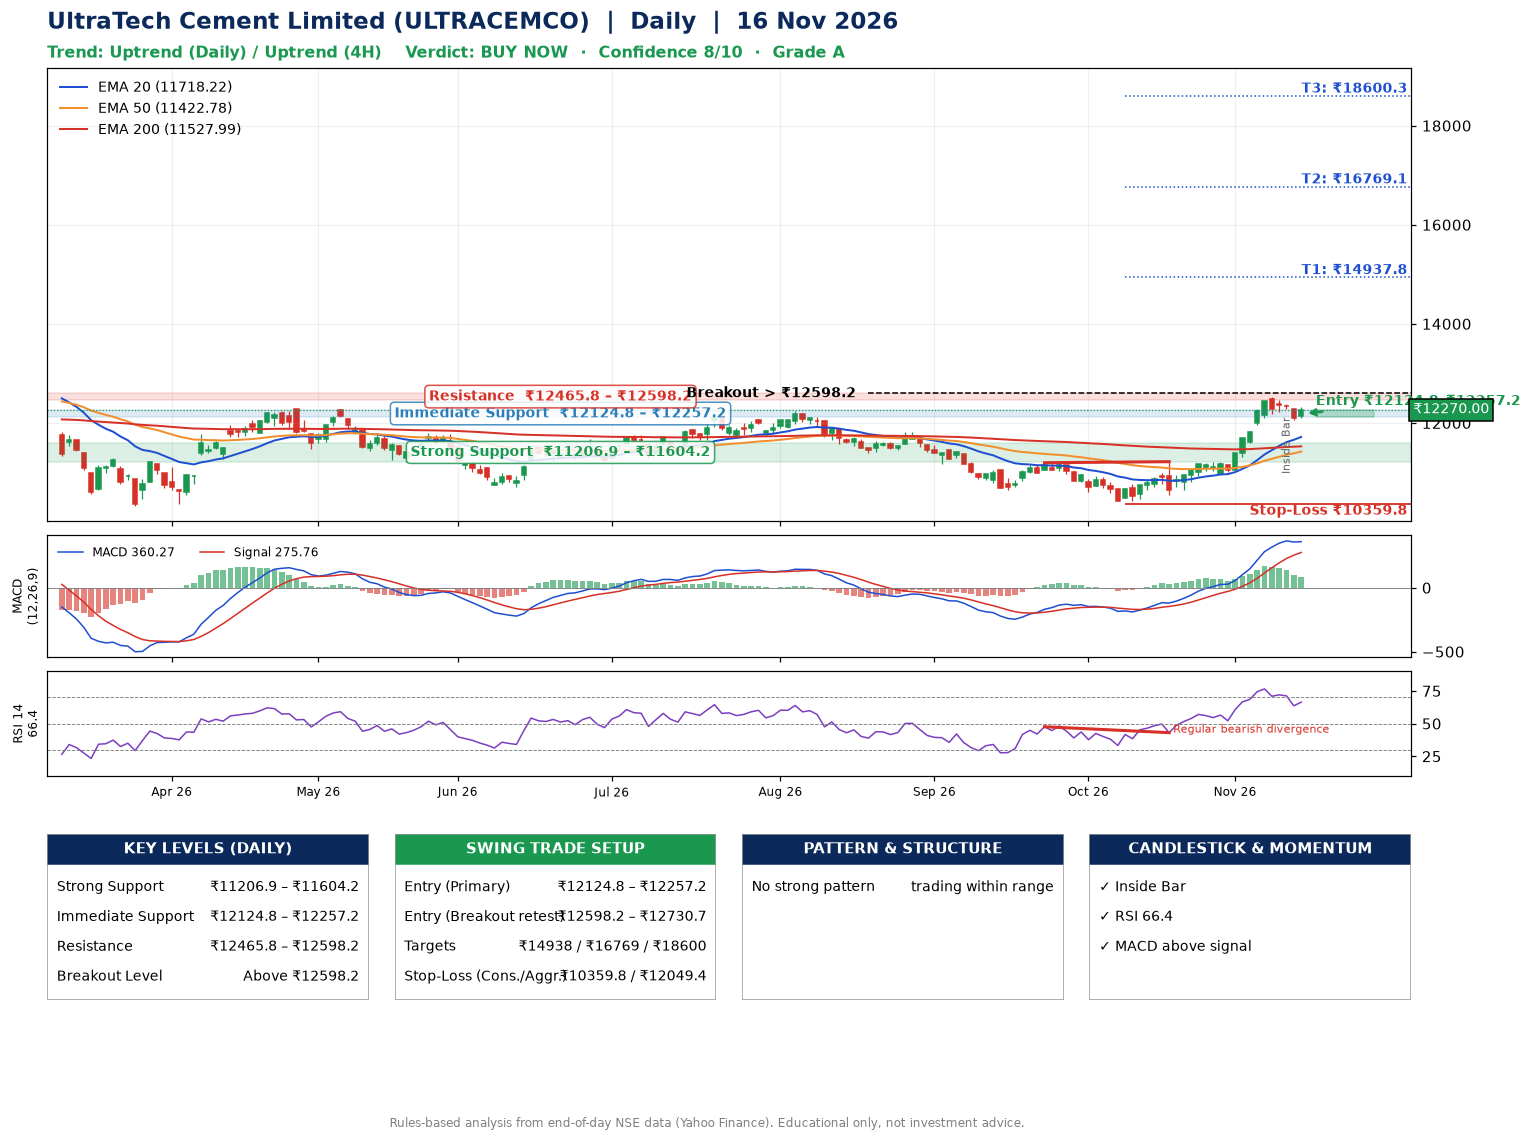 UltraTech Cement Limited (ULTRACEMCO) | Daily | 16 Nov 2026
Trend: Uptrend (Daily) / Uptrend (4H) Verdict: BUY NOW · Confidence 8/10 · Grade A
EMA 20 (11718.22)
EMA 50 (11422.78)
EMA 200 (11527.99)
T3: ₹18600.3
18000
T2: ₹16769.1
16000
T1: ₹14937.8
14000
Breakout > ₹12598.2
Resistance ₹12465.8 – ₹12598.2
Entry ₹12124.8 – ₹12257.2
₹12270.00
Immediate Support ₹12124.8 – ₹12257.2
12000
Strong Support ₹11206.9 – ₹11604.2
Inside Bar
Stop-Loss ₹10359.8
MACD 360.27 Signal 275.76
MACD
(12,26,9)
0
−500
RSI 14
66.4
75
50
25
Regular bearish divergence
Apr 26 May 26 Jun 26 Jul 26 Aug 26 Sep 26 Oct 26 Nov 26
KEY LEVELS (DAILY)
Strong Support ₹11206.9 – ₹11604.2
Immediate Support ₹12124.8 – ₹12257.2
Resistance ₹12465.8 – ₹12598.2
Breakout Level Above ₹12598.2
SWING TRADE SETUP
Entry (Primary) ₹12124.8 – ₹12257.2
Entry (Breakout retest) ₹12598.2 – ₹12730.7
Targets ₹14938 / ₹16769 / ₹18600
Stop-Loss (Cons./Aggr.) ₹10359.8 / ₹12049.4
PATTERN & STRUCTURE
No strong pattern trading within range
CANDLESTICK & MOMENTUM
✓ Inside Bar
✓ RSI 66.4
✓ MACD above signal
Rules-based analysis from end-of-day NSE data (Yahoo Finance). Educational only, not investment advice.